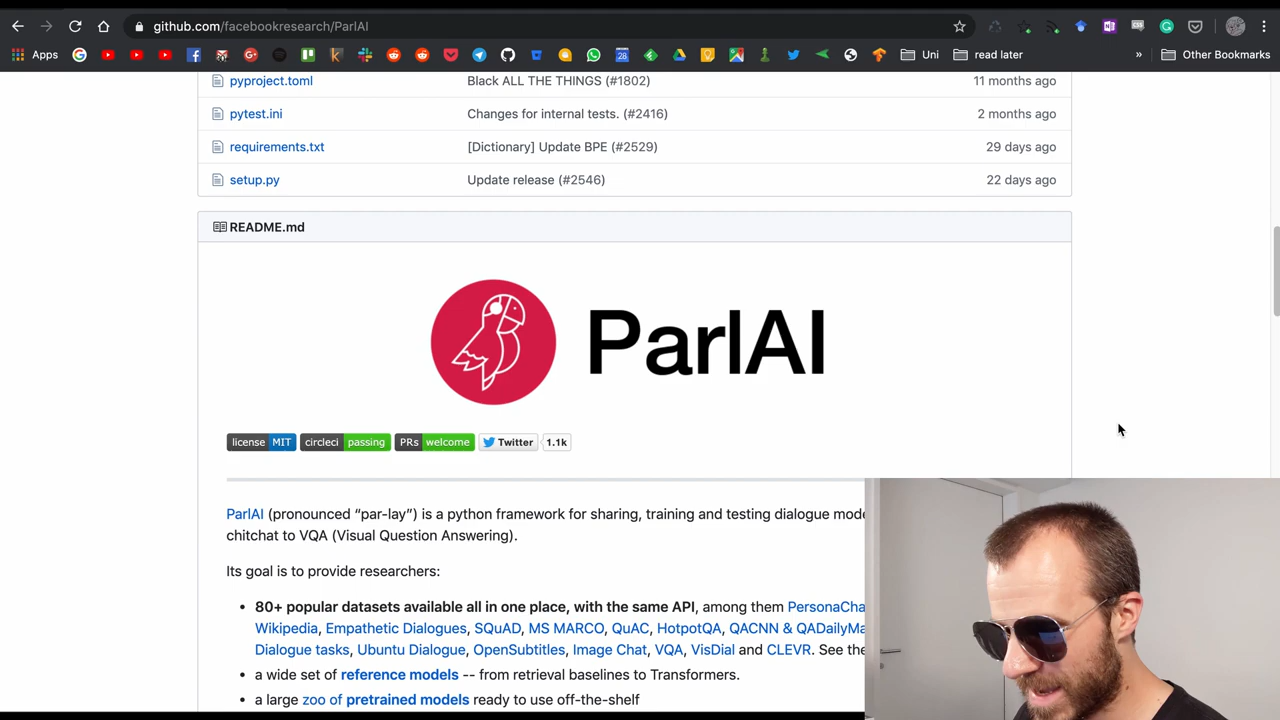 github.com/facebookresearch/ParlAI
Apps
Uni
read later
»
Other Bookmarks
pyproject.toml Black ALL THE THINGS (#1802) 11 months ago
pytest.ini Changes for internal tests. (#2416) 2 months ago
requirements.txt [Dictionary] Update BPE (#2529) 29 days ago
setup.py Update release (#2546) 22 days ago
README.md
ParlAI
license MIT circleci passing PRs welcome Twitter 1.1k
ParlAI (pronounced “par-lay”) is a python framework for sharing, training and testing dialogue mode
chitchat to VQA (Visual Question Answering).
Its goal is to provide researchers:
• 80+ popular datasets available all in one place, with the same API, among them PersonaCha
Wikipedia, Empathetic Dialogues, SQuAD, MS MARCO, QuAC, HotpotQA, QACNN & QADailyMa
Dialogue tasks, Ubuntu Dialogue, OpenSubtitles, Image Chat, VQA, VisDial and CLEVR. See the
• a wide set of reference models -- from retrieval baselines to Transformers.
• a large zoo of pretrained models ready to use off-the-shelf